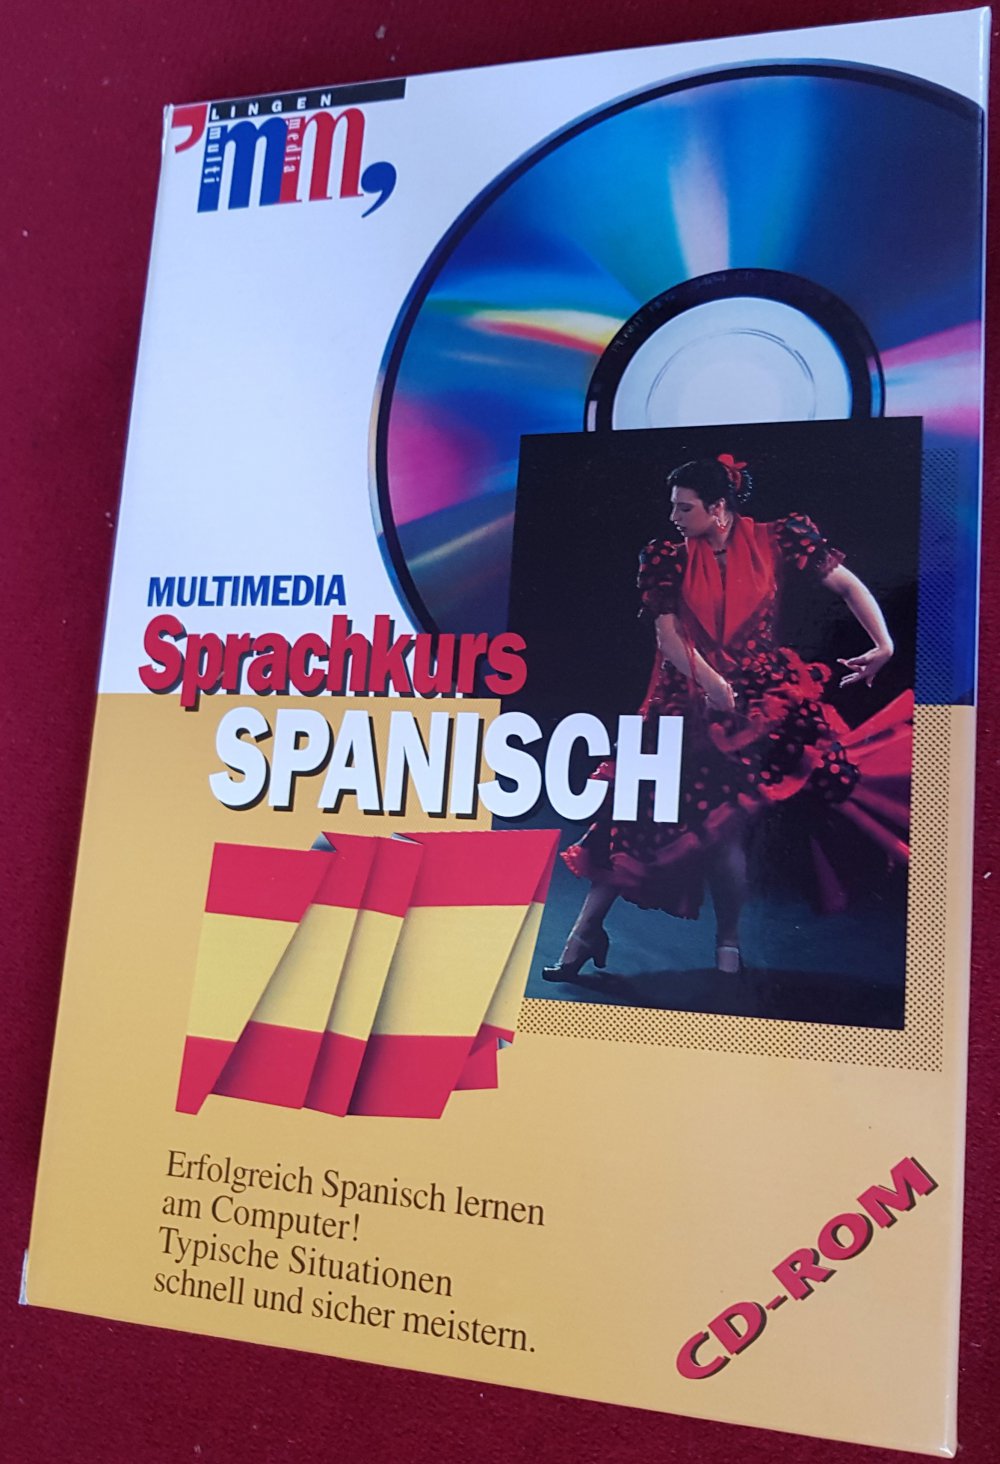 LINGEN
multi
media
mm
MULTIMEDIA
Sprachkurs
SPANISCH
Erfolgreich Spanisch lernen
am Computer!
Typische Situationen
schnell und sicher meistern.
CD-ROM